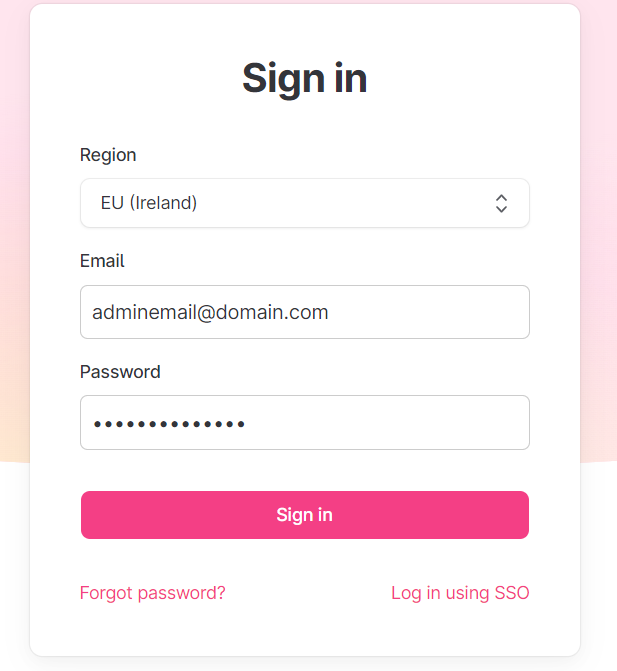 Sign in
Region
EU (Ireland)
Email
adminemail@domain.com
Password
••••••••••••••
Sign in
Forgot password? Log in using SSO